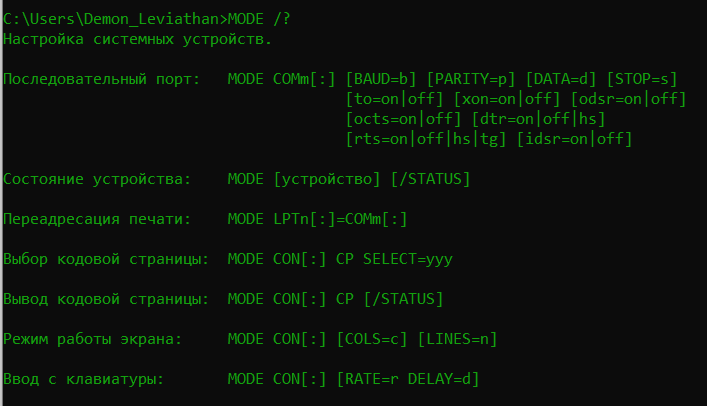 C:\Users\Demon_Leviathan>MODE /?
Настройка системных устройств.
Последовательный порт: MODE COMm[:] [BAUD=b] [PARITY=p] [DATA=d] [STOP=s]
[to=on|off] [xon=on|off] [odsr=on|off]
[octs=on|off] [dtr=on|off|hs]
[rts=on|off|hs|tg] [idsr=on|off]
Состояние устройства: MODE [устройство] [/STATUS]
Переадресация печати: MODE LPTn[:]=COMm[:]
Выбор кодовой страницы: MODE CON[:] CP SELECT=yyy
Вывод кодовой страницы: MODE CON[:] CP [/STATUS]
Режим работы экрана: MODE CON[:] [COLS=c] [LINES=n]
Ввод с клавиатуры: MODE CON[:] [RATE=r DELAY=d]